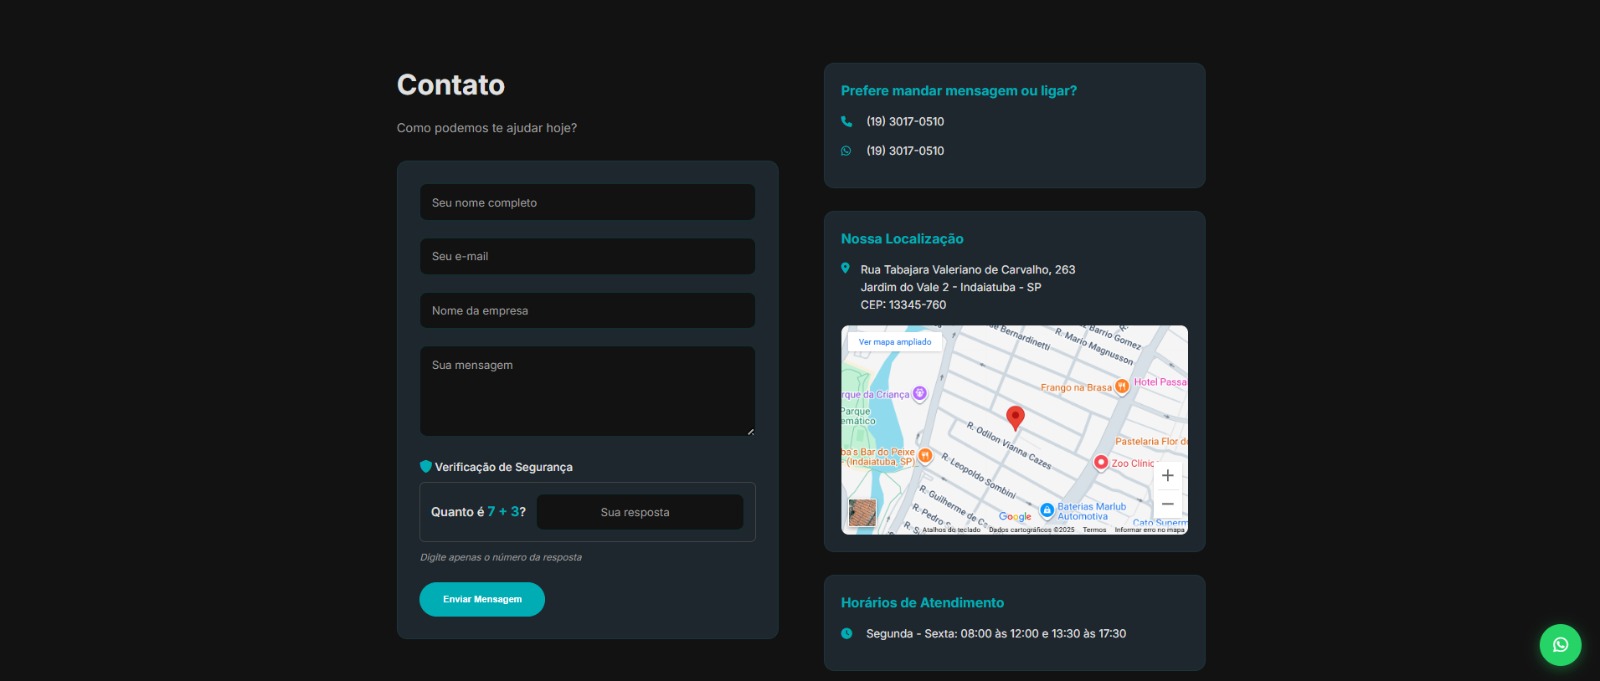 Contato
Como podemos te ajudar hoje?
Seu nome completo
Seu e-mail
Nome da empresa
Sua mensagem
Verificação de Segurança
Quanto é 7 + 3?
Sua resposta
Digite apenas o número da resposta
Enviar Mensagem
Prefere mandar mensagem ou ligar?
(19) 3017-0510
(19) 3017-0510
Nossa Localização
Rua Tabajara Valeriano de Carvalho, 263
Jardim do Vale 2 - Indaiatuba - SP
CEP: 13345-760
Ver mapa ampliado
Bernardinetti
R. Mario Magnusson
Barrio Gomez
Frango na Brasa
Hotel Passa
rque da Criança
Parque
emático
R. Odilon Vianna Cazes
Pastelaria Flor d
Bar do Peixe
(Indaiatuba, SP)
Zoo Clínic
R. Leopoldo Sombini
R. Guilherme de C
R. Pedro
Google
Baterias Marlub
Automotiva
Cato Superm
Atalhos do teclado
Dados cartográficos ©2025
Termos
Informar erro no mapa
Horários de Atendimento
Segunda - Sexta: 08:00 às 12:00 e 13:30 às 17:30